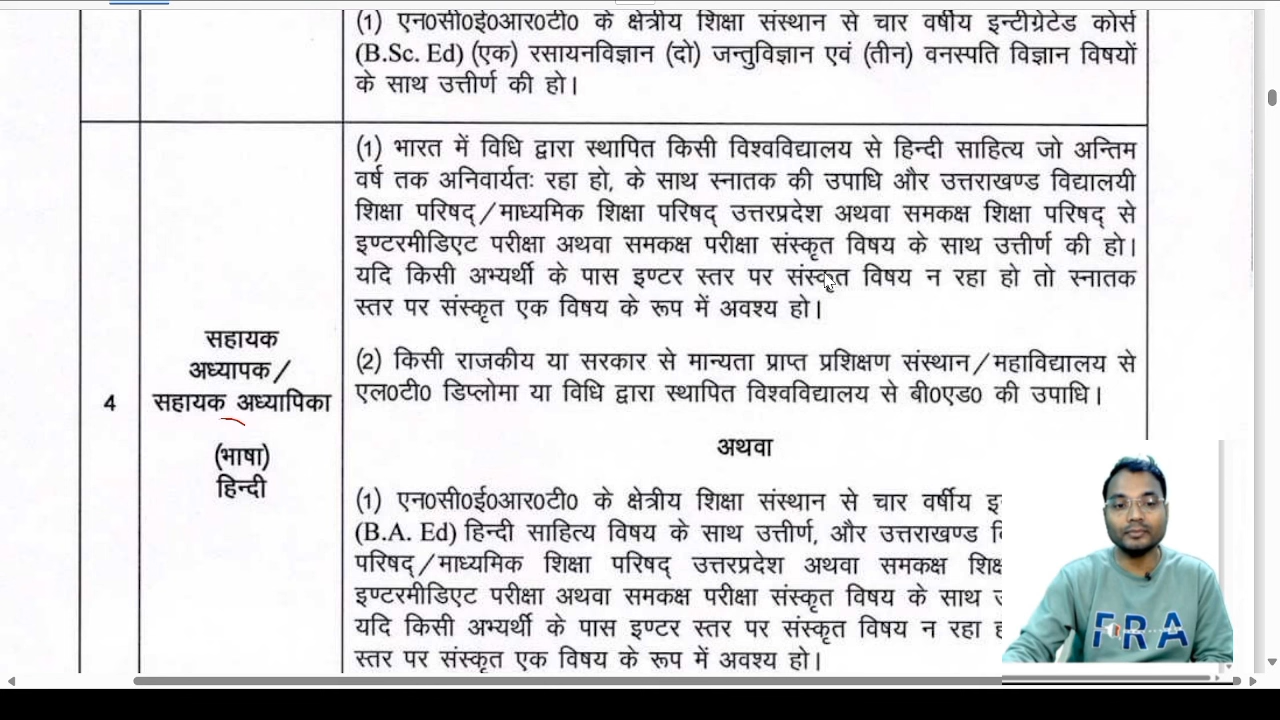 (1) एन0सी0ई0आर0टी0 के क्षेत्रीय शिक्षा संस्थान से चार वर्षीय इन्टीग्रेटेड कोर्स
(B.Sc. Ed) (एक) रसायनविज्ञान (दो) जन्तुविज्ञान एवं (तीन) वनस्पति विज्ञान विषयों
के साथ उत्तीर्ण की हो।
4
सहायक
अध्यापक/
सहायक अध्यापिका
(भाषा)
हिन्दी
(1) भारत में विधि द्वारा स्थापित किसी विश्वविद्यालय से हिन्दी साहित्य जो अन्तिम
वर्ष तक अनिवार्यतः रहा हो, के साथ स्नातक की उपाधि और उत्तराखण्ड विद्यालयी
शिक्षा परिषद्/माध्यमिक शिक्षा परिषद् उत्तरप्रदेश अथवा समकक्ष शिक्षा परिषद् से
इण्टरमीडिएट परीक्षा अथवा समकक्ष परीक्षा संस्कृत विषय के साथ उत्तीर्ण की हो।
यदि किसी अभ्यर्थी के पास इण्टर स्तर पर संस्कृत विषय न रहा हो तो स्नातक
स्तर पर संस्कृत एक विषय के रूप में अवश्य हो।
(2) किसी राजकीय या सरकार से मान्यता प्राप्त प्रशिक्षण संस्थान/महाविद्यालय से
एल0टी0 डिप्लोमा या विधि द्वारा स्थापित विश्वविद्यालय से बी0एड0 की उपाधि।
अथवा
(1) एन0सी0ई0आर0टी0 के क्षेत्रीय शिक्षा संस्थान से चार वर्षीय
(B.A. Ed) हिन्दी साहित्य विषय के साथ उत्तीर्ण, और उत्तराखण्ड
परिषद्/माध्यमिक शिक्षा परिषद् उत्तरप्रदेश अथवा समकक्ष
इण्टरमीडिएट परीक्षा अथवा समकक्ष परीक्षा संस्कृत विषय के साथ
यदि किसी अभ्यर्थी के पास इण्टर स्तर पर संस्कृत विषय न रहा
स्तर पर संस्कृत एक विषय के रूप में अवश्य हो।
FRA